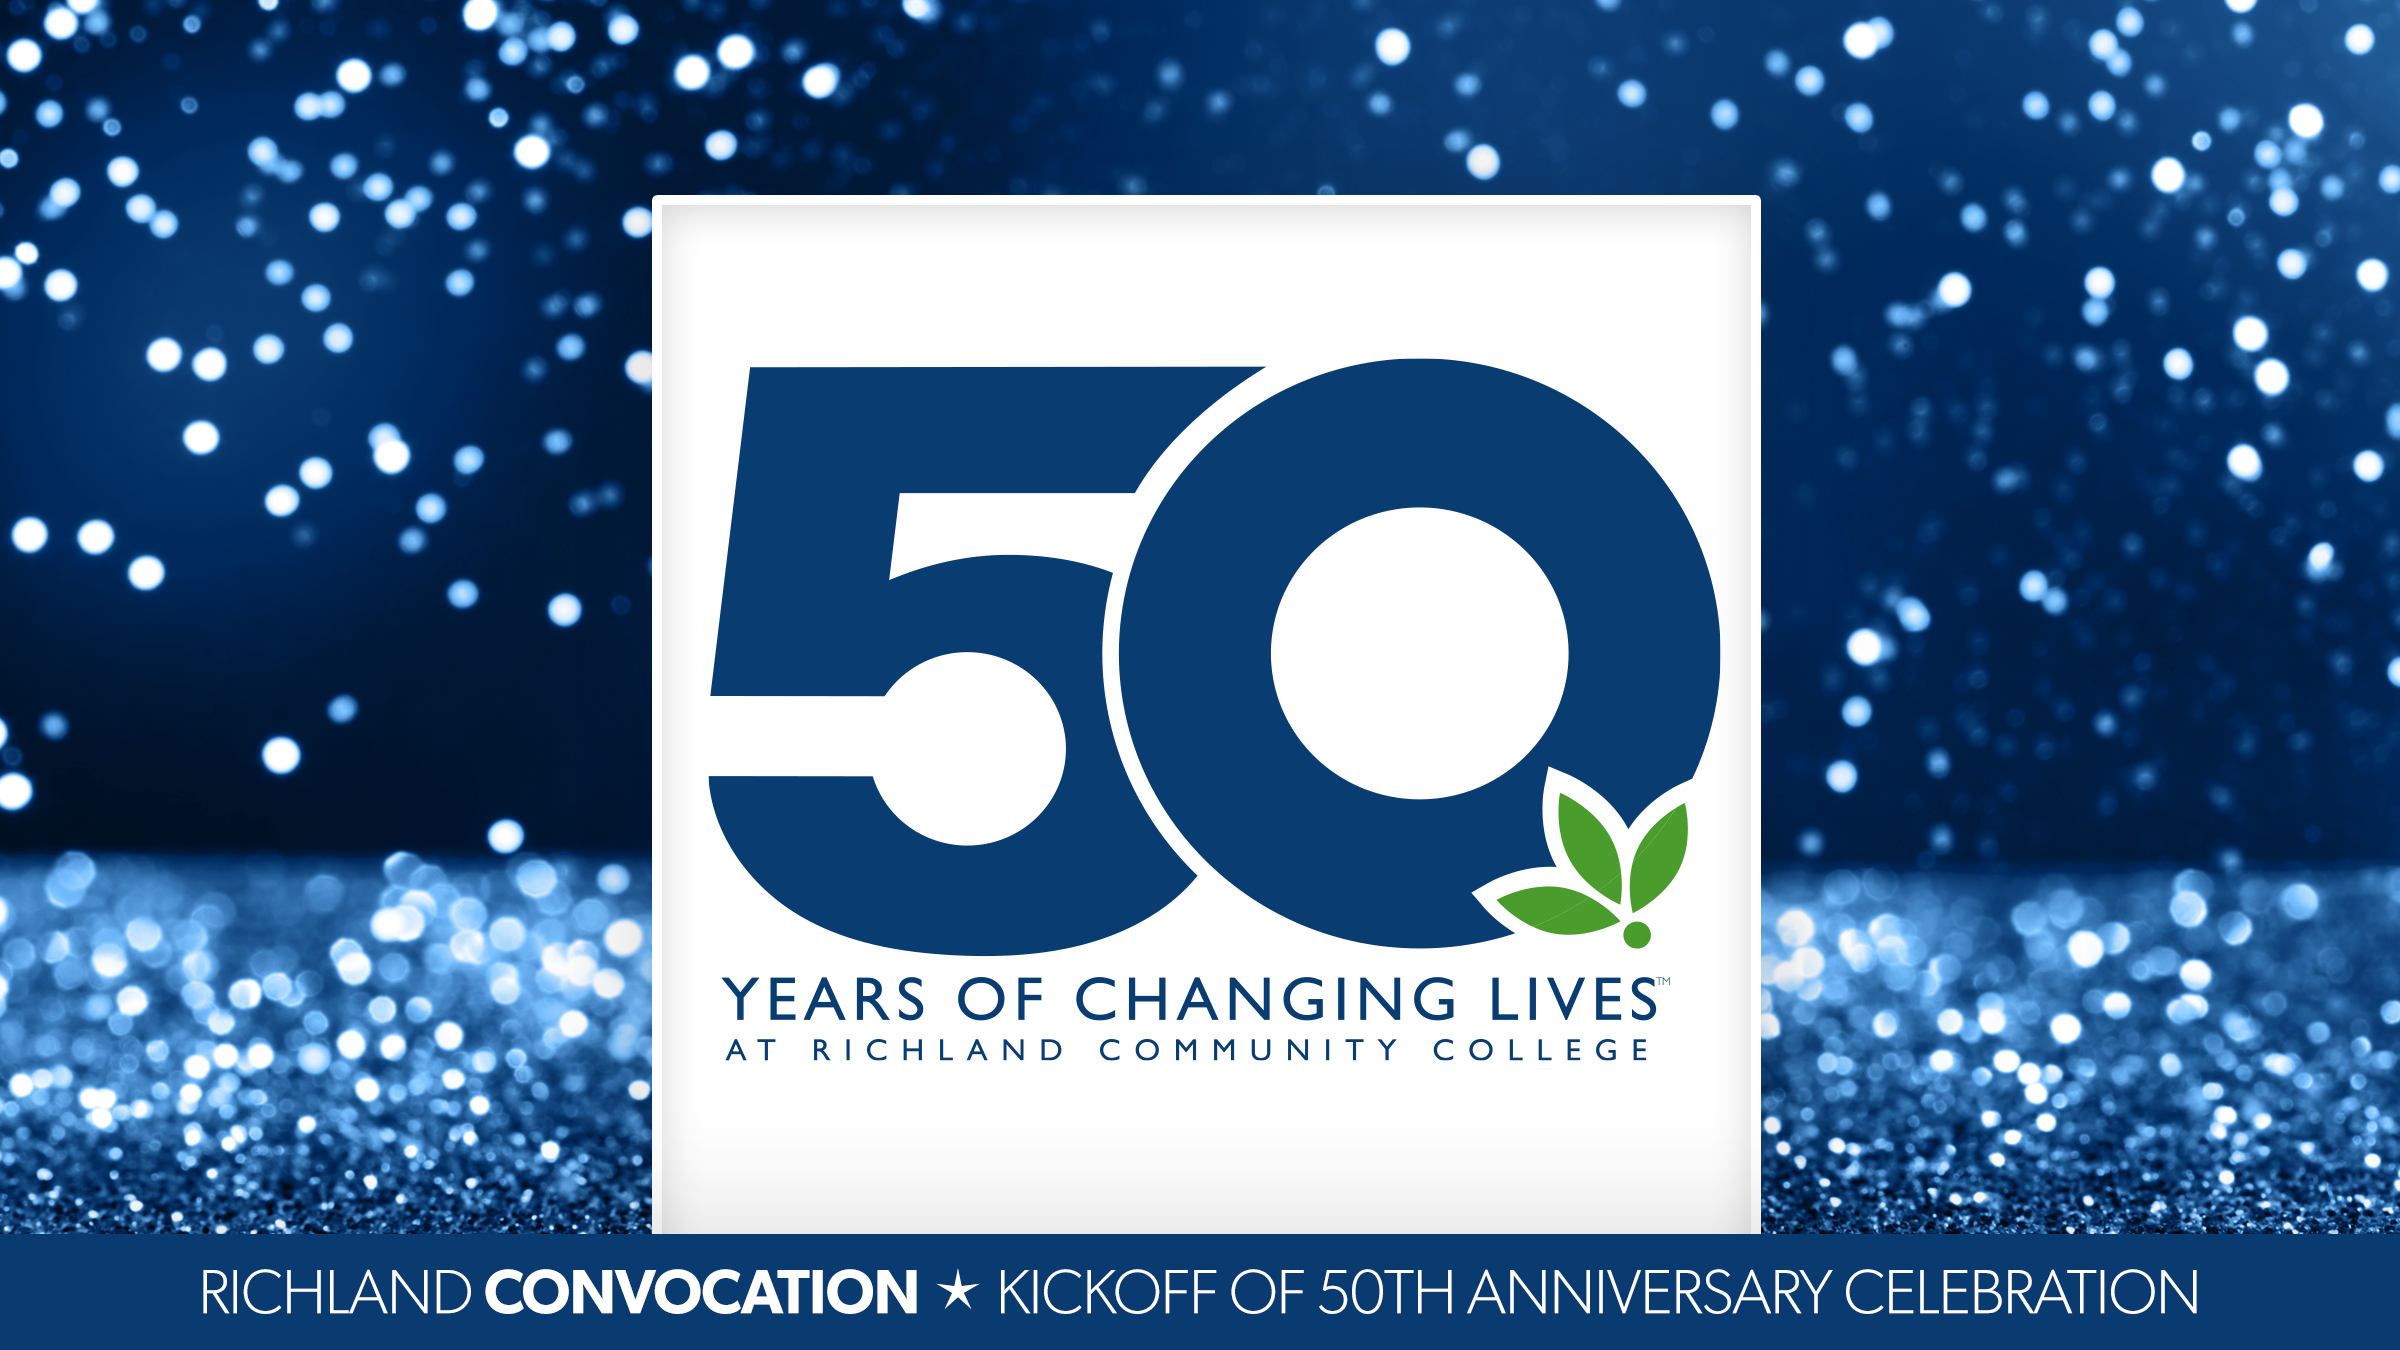 50
YEARS OF CHANGING LIVES™
AT RICHLAND COMMUNITY COLLEGE
RICHLAND CONVOCATION ★ KICKOFF OF 50TH ANNIVERSARY CELEBRATION